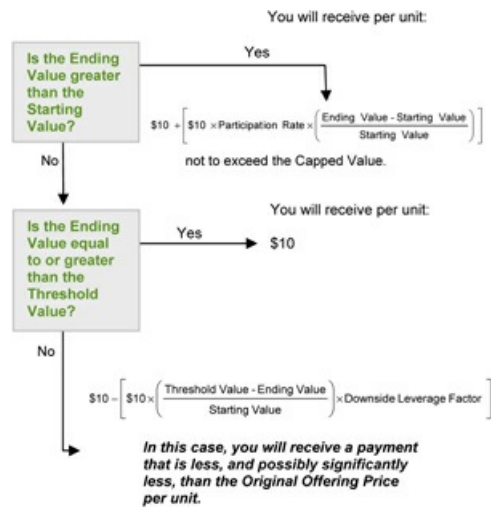 You will receive per unit:
Is the Ending
Value greater
than the
Starting
Value?
Yes
$10 + [$10 × Participation Rate × (Ending Value - Starting Value / Starting Value)]
not to exceed the Capped Value.
No
Is the Ending
Value equal
to or greater
than the
Threshold
Value?
Yes
You will receive per unit:
$10
No
$10 − [$10 × (Threshold Value - Ending Value / Starting Value) × Downside Leverage Factor]
In this case, you will receive a payment
that is less, and possibly significantly
less, than the Original Offering Price
per unit.